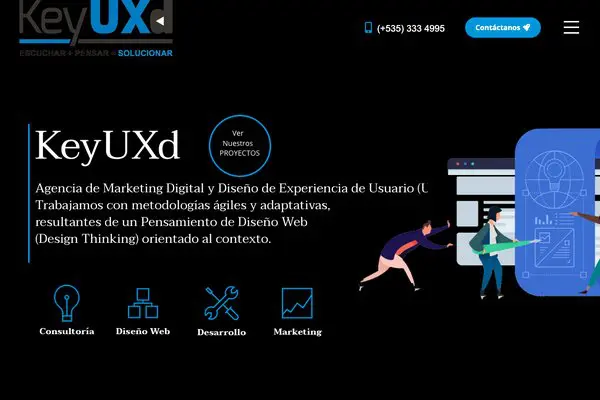 KeyUXd
ESCUCHAR + PENSAR = SOLUCIONAR
(+535) 333 4995
Contáctanos
KeyUXd
Ver
Nuestros
PROYECTOS
Agencia de Marketing Digital y Diseño de Experiencia de Usuario (U
Trabajamos con metodologías ágiles y adaptativas,
resultantes de un Pensamiento de Diseño Web
(Design Thinking) orientado al contexto.
Consultoría
Diseño Web
Desarrollo
Marketing